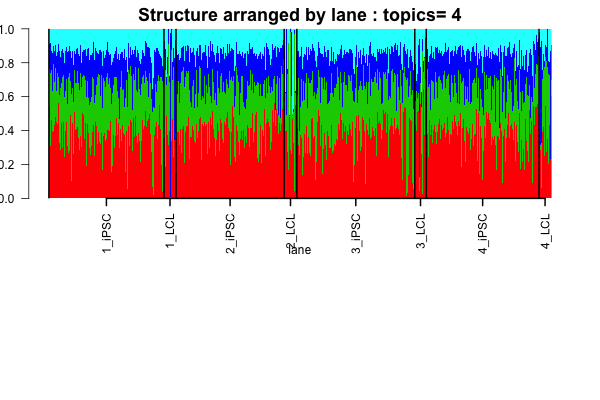 Structure arranged by lane : topics= 4
1.0
0.8
0.6
0.4
0.2
0.0
1_iPSC
1_LCL
2_iPSC
2_LCL
3_iPSC
3_LCL
4_iPSC
4_LCL
lane